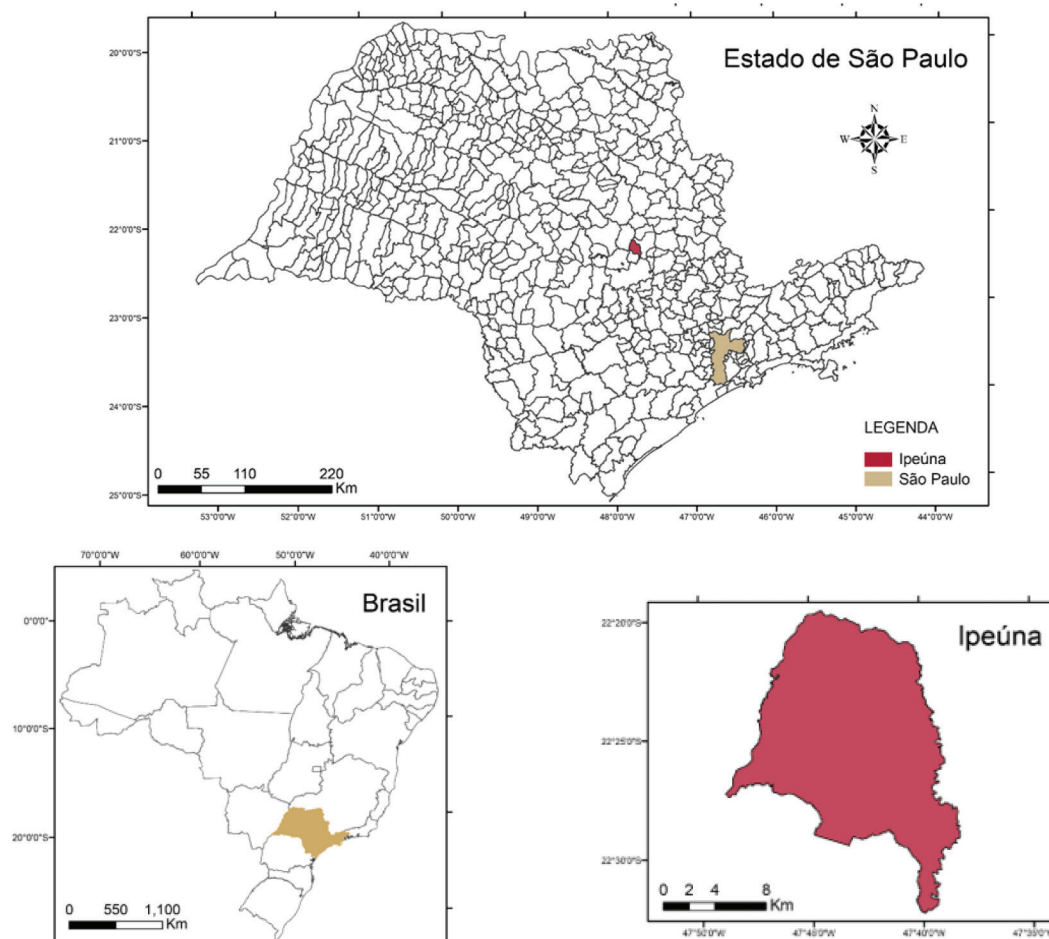 Estado de São Paulo
20°0'0"S
21°0'0"S
22°0'0"S
23°0'0"S
24°0'0"S
25°0'0"S
N
W E
S
LEGENDA
Ipeúna
São Paulo
0 55 110 220
Km
53°0'0"W 52°0'0"W 51°0'0"W 50°0'0"W 49°0'0"W 48°0'0"W 47°0'0"W 46°0'0"W 45°0'0"W 44°0'0"W
70°0'0"W 60°0'0"W 50°0'0"W 40°0'0"W
Brasil
0°0'0"S
10°0'0"S
20°0'0"S
0 550 1,100
Km
Ipeúna
22°20'0"S
22°25'0"S
22°30'0"S
0 2 4 8
Km
47°50'0"W 47°45'0"W 47°40'0"W